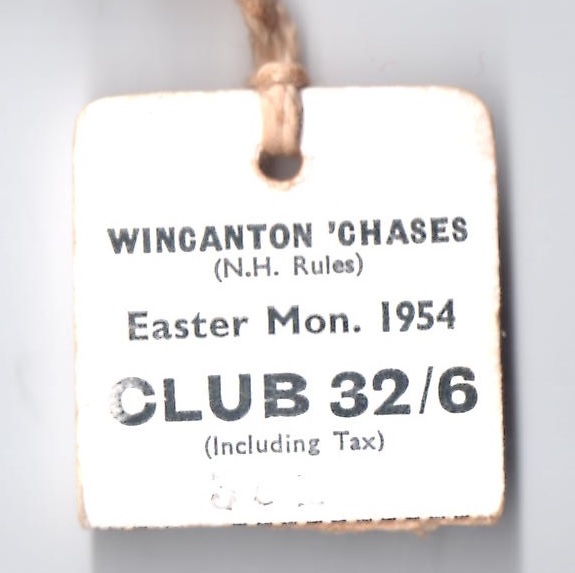 WINCANTON 'CHASES
(N.H. Rules)
Easter Mon. 1954
CLUB 32/6
(Including Tax)